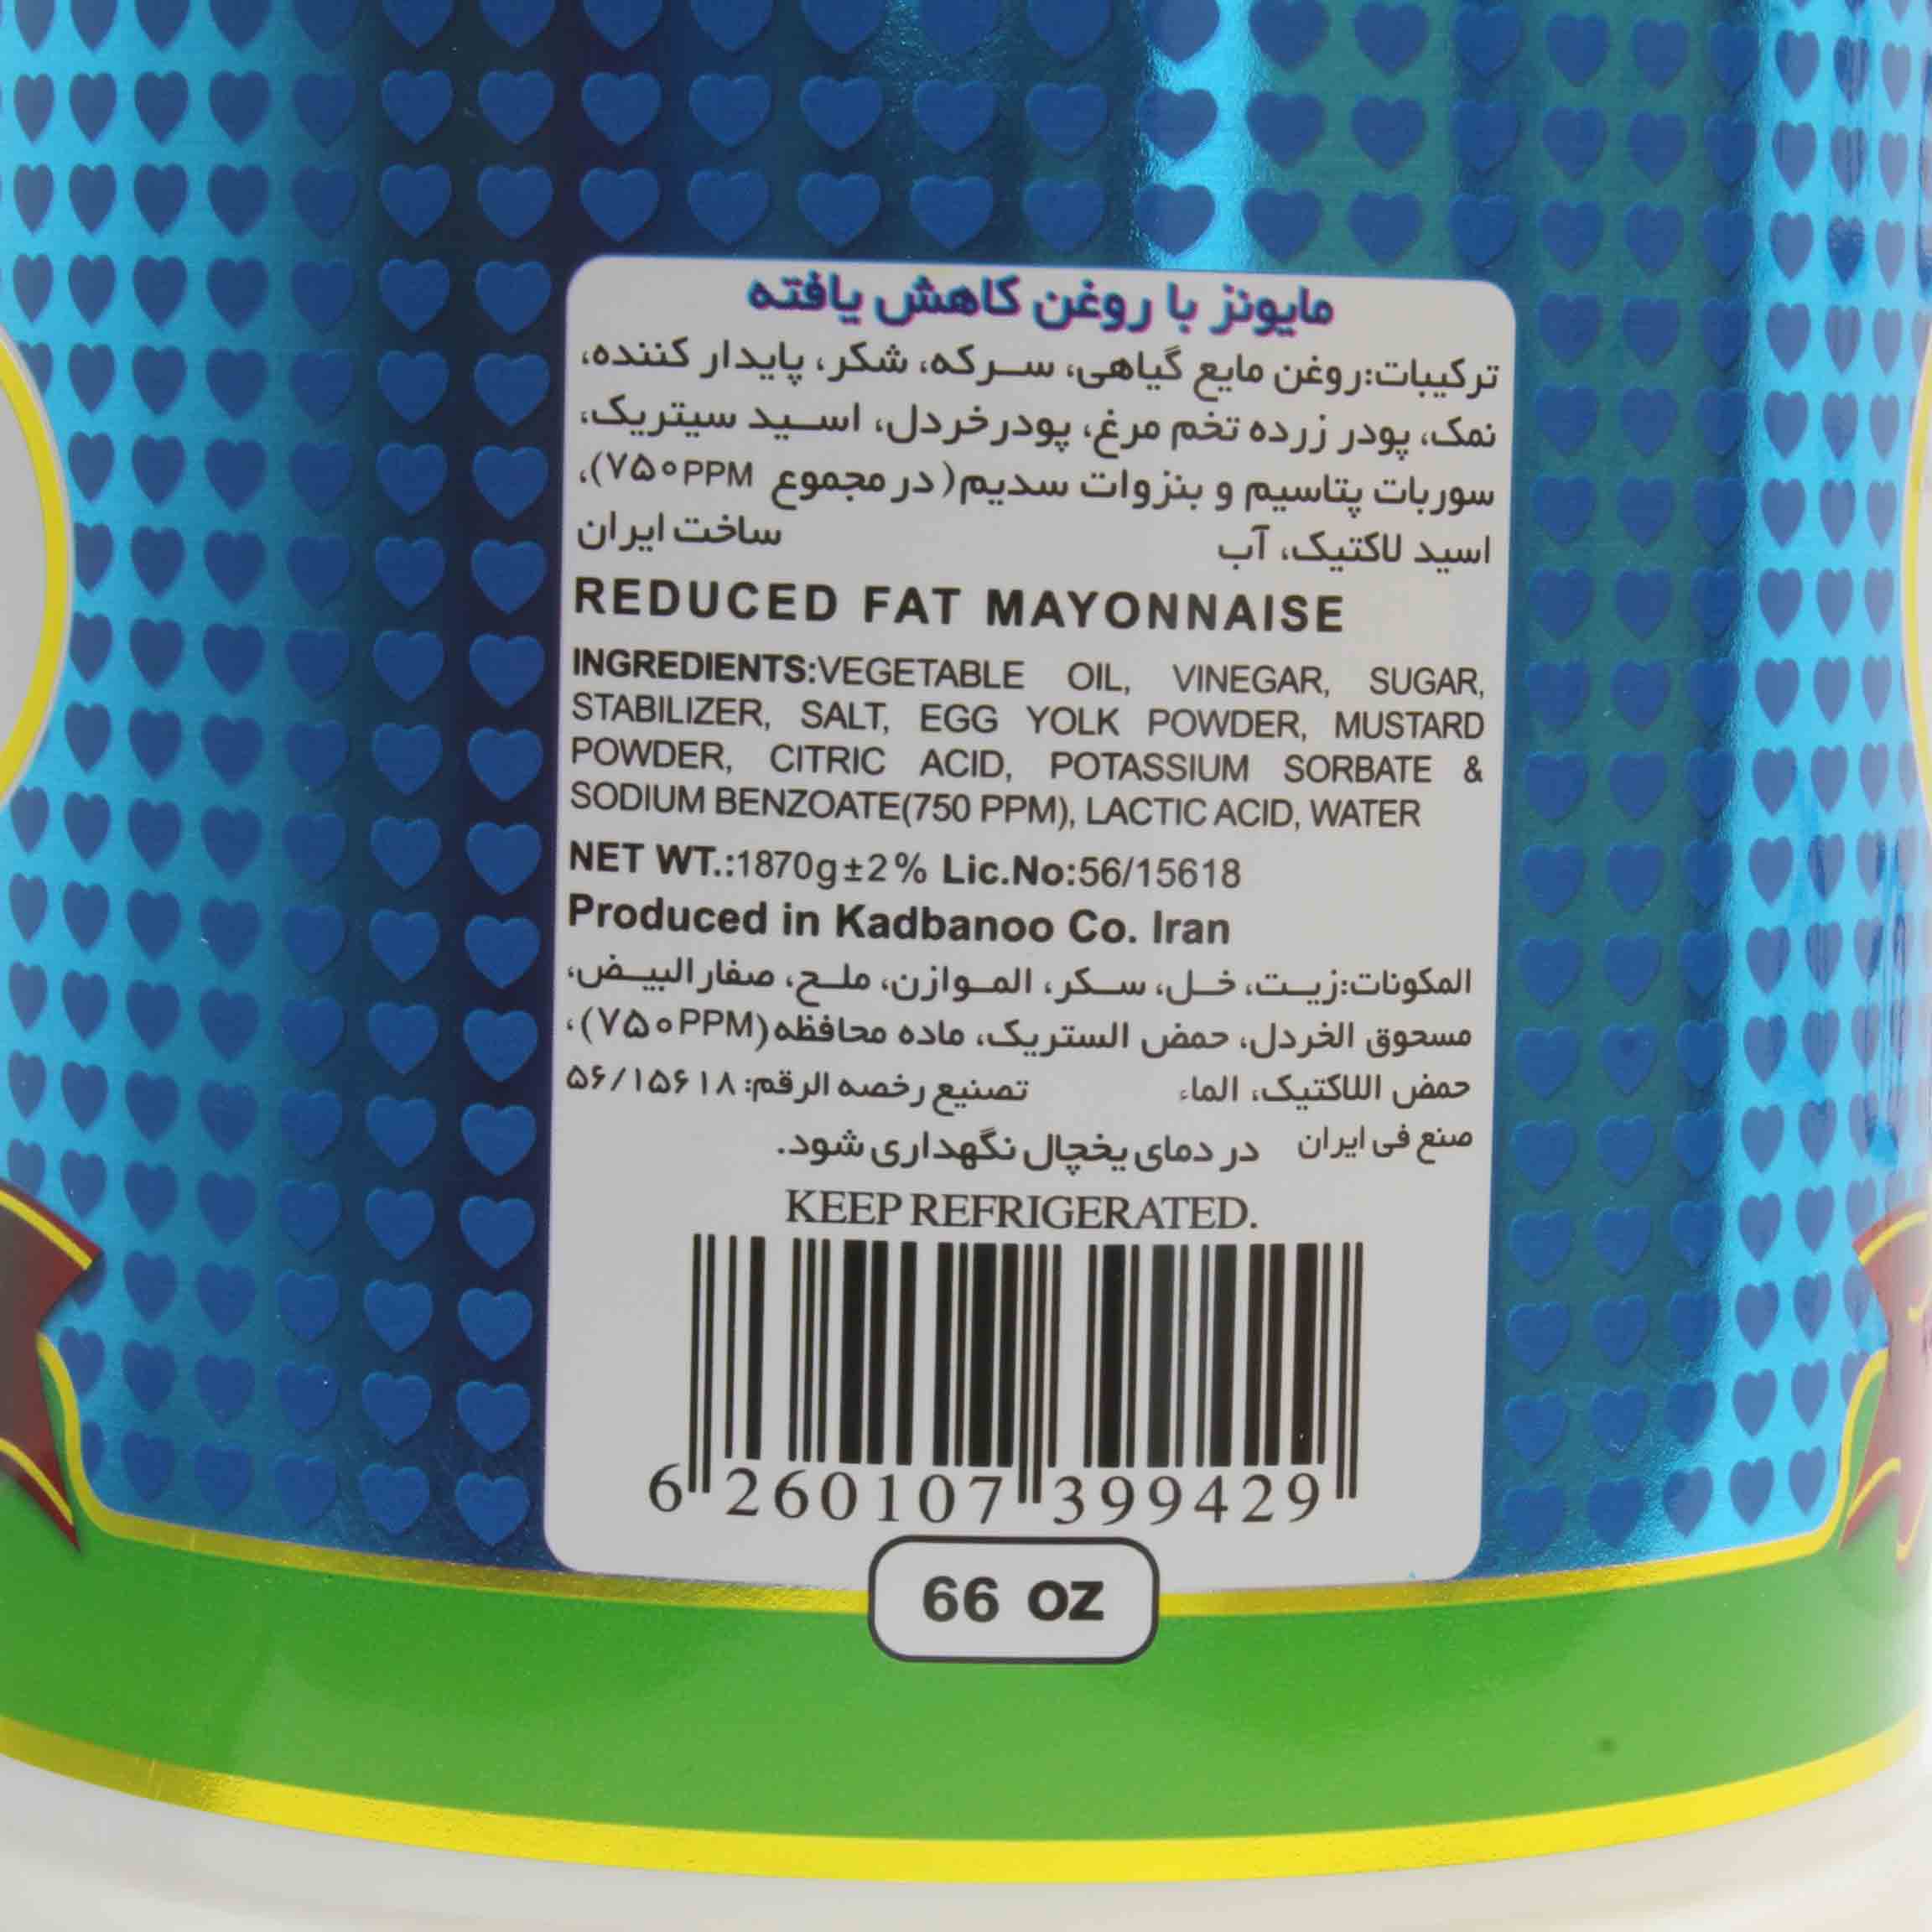 مایونز با روغن کاهش یافته
ترکیبات:روغن مایع گیاهی، سرکه، شکر، پایدار کننده،
نمک، پودر زرده تخم مرغ، پودرخردل، اسید سیتریک،
سوربات پتاسیم و بنزوات سدیم(در مجموع ۷۵۰PPM)،
اسید لاکتیک، آب ساخت ایران
REDUCED FAT MAYONNAISE
INGREDIENTS:VEGETABLE OIL, VINEGAR, SUGAR,
STABILIZER, SALT, EGG YOLK POWDER, MUSTARD
POWDER, CITRIC ACID, POTASSIUM SORBATE &
SODIUM BENZOATE(750 PPM), LACTIC ACID, WATER
NET WT.:1870g±2% Lic.No:56/15618
Produced in Kadbanoo Co. Iran
المکونات:زیت، خل، سکر، الموازن، ملح، صفار البیض،
مسحوق الخردل، حمض الستریک، ماده محافظه(۷۵۰PPM)،
حمض اللاکتیک، الماء تصنیع رخصه الرقم: ۵۶/۱۵۶۱۸
صنع فی ایران در دمای یخچال نگهداری شود.
KEEP REFRIGERATED.
6 260107 399429
66 OZ